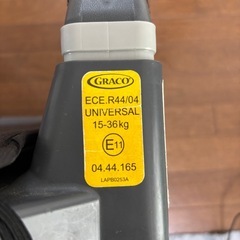 GRACO
ECE.R44/04
UNIVERSAL
15-36kg
E11
04.44.165
LAPB0253A